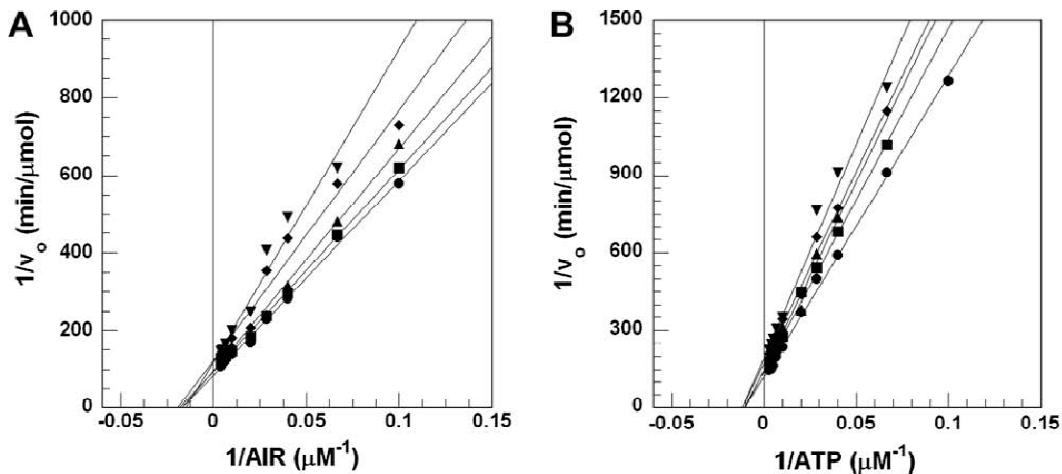 A
1000
800
600
400
200
0
-0.05 0 0.05 0.1 0.15
1/v₀ (min/μmol)
1/AIR (μM⁻¹)
B
1500
1200
900
600
300
0
-0.05 0 0.05 0.1 0.15
1/v₀ (min/μmol)
1/ATP (μM⁻¹)